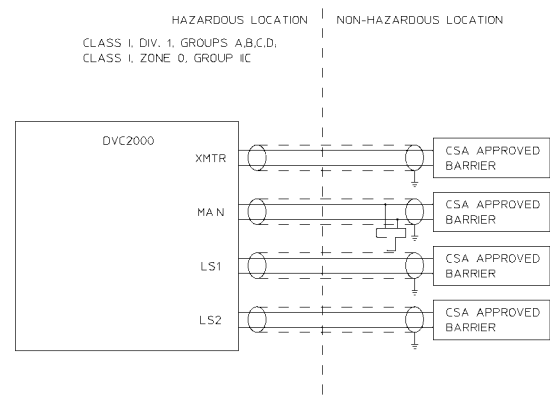 HAZARDOUS LOCATION
NON-HAZARDOUS LOCATION
CLASS I, DIV. 1, GROUPS A,B,C,D;
CLASS I, ZONE 0, GROUP IIC
DVC2000
XMTR
CSA APPROVED
BARRIER
MAIN
CSA APPROVED
BARRIER
LS1
CSA APPROVED
BARRIER
LS2
CSA APPROVED
BARRIER